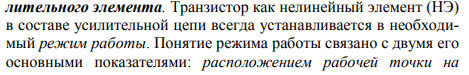 лительного элемента. Транзистор как нелинейный элемент (НЭ)
в составе усилительной цепи всегда устанавливается в необходи-
мый режим работы. Понятие режима работы связано с двумя его
основными показателями: расположением рабочей точки на